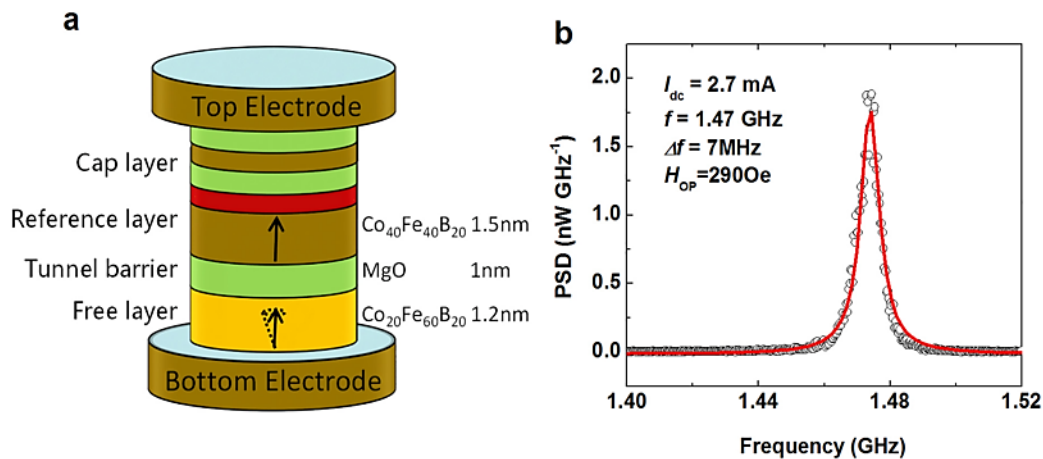 a
Top Electrode
Cap layer
Reference layer
Co₄₀Fe₄₀B₂₀ 1.5nm
Tunnel barrier
MgO 1nm
Free layer
Co₂₀Fe₆₀B₂₀ 1.2nm
Bottom Electrode
b
PSD (nW GHz⁻¹)
2.0
1.5
1.0
0.5
0.0
I_dc = 2.7 mA
f = 1.47 GHz
Δf = 7MHz
H_OP=290Oe
1.40 1.44 1.48 1.52
Frequency (GHz)